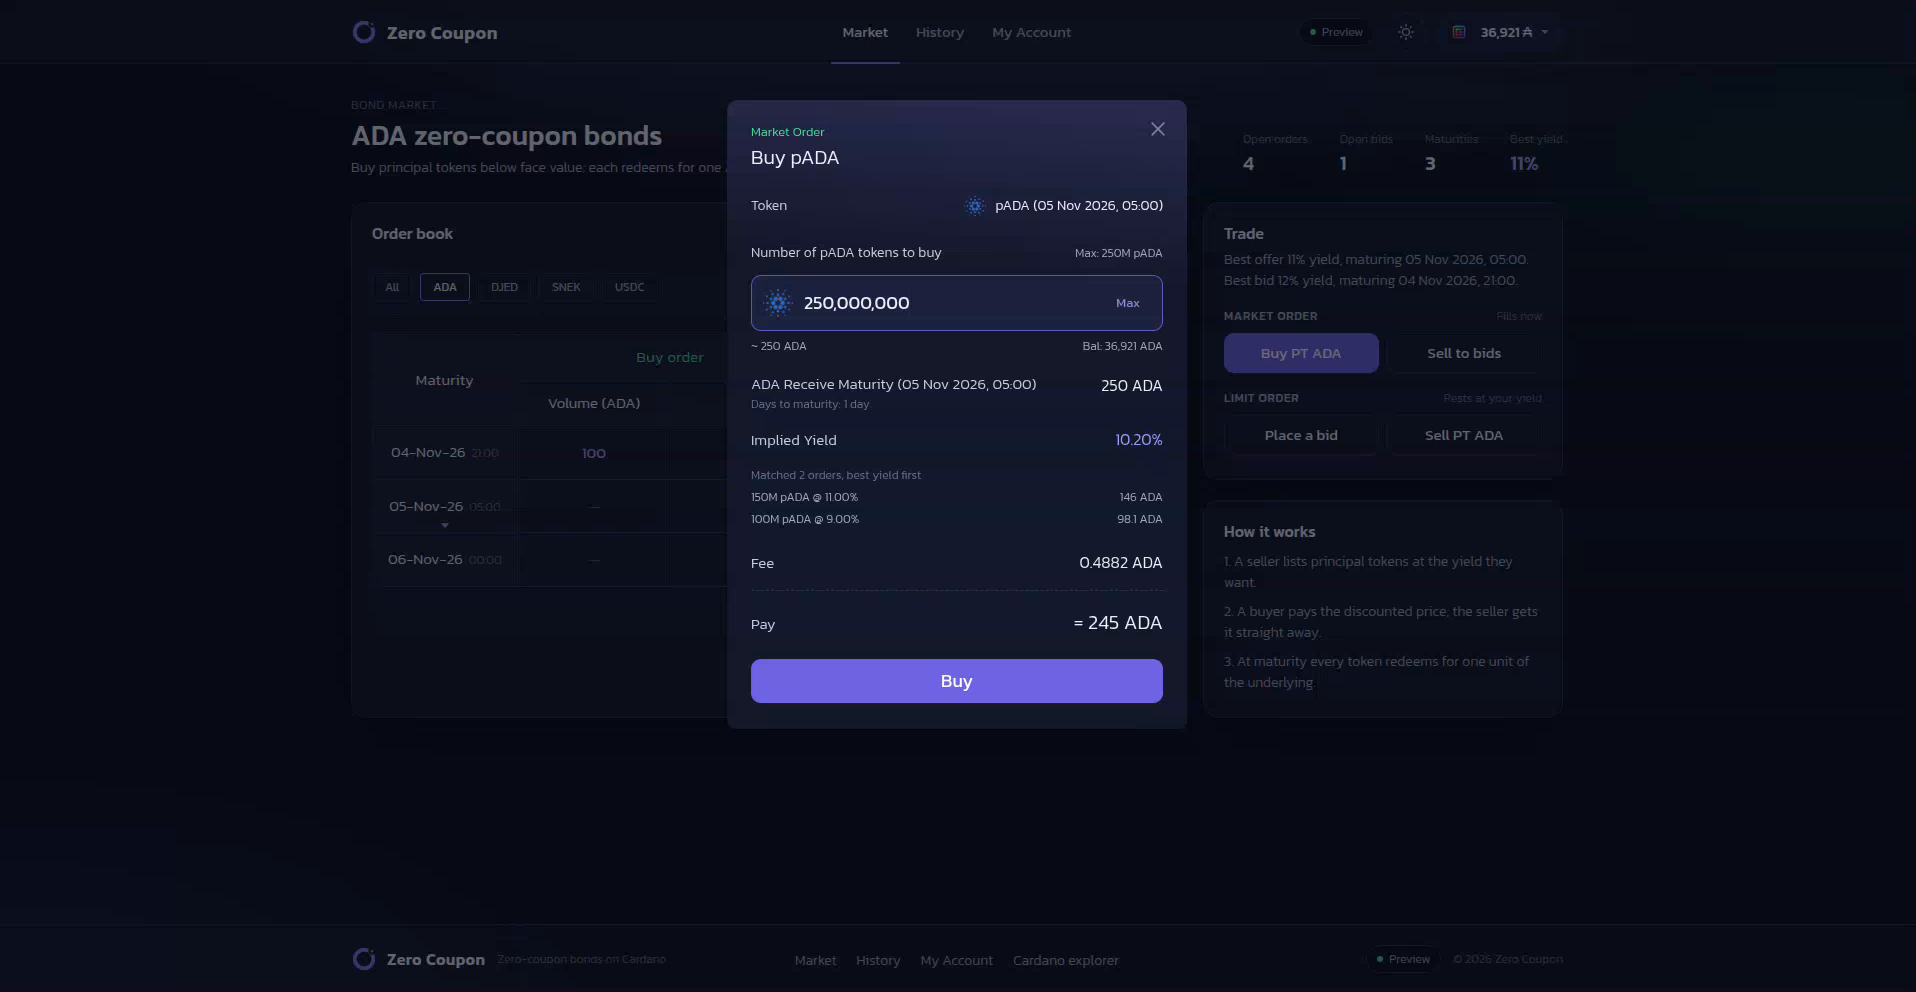 Zero Coupon
Market
History
My Account
Preview
36,921 ₳
BOND MARKET
ADA zero-coupon bonds
Buy principal tokens below face value: each redeems for one
Open orders
4
Open bids
1
Maturities
3
Best yield
11%
Order book
All
ADA
DJED
SNEK
USDC
Buy order
Maturity
Volume (ADA)
04-Nov-26 21:00
100
05-Nov-26 05:00
—
06-Nov-26 00:00
—
Market Order
Buy pADA
Token
pADA (05 Nov 2026, 05:00)
Number of pADA tokens to buy
Max: 250M pADA
250,000,000
Max
~ 250 ADA
Bal: 36,921 ADA
ADA Receive Maturity (05 Nov 2026, 05:00)
250 ADA
Days to maturity: 1 day
Implied Yield
10.20%
Matched 2 orders, best yield first
150M pADA @ 11.00%
146 ADA
100M pADA @ 9.00%
98.1 ADA
Fee
0.4882 ADA
Pay
= 245 ADA
Buy
Trade
Best offer 11% yield, maturing 05 Nov 2026, 05:00.
Best bid 12% yield, maturing 04 Nov 2026, 21:00.
MARKET ORDER
Fills now
Buy PT ADA
Sell to bids
LIMIT ORDER
Rests at your yield
Place a bid
Sell PT ADA
How it works
1. A seller lists principal tokens at the yield they
want.
2. A buyer pays the discounted price, the seller gets
it straight away.
3. At maturity every token redeems for one unit of
the underlying.
Zero Coupon
Zero-coupon bonds on Cardano
Market
History
My Account
Cardano explorer
Preview
© 2026 Zero Coupon